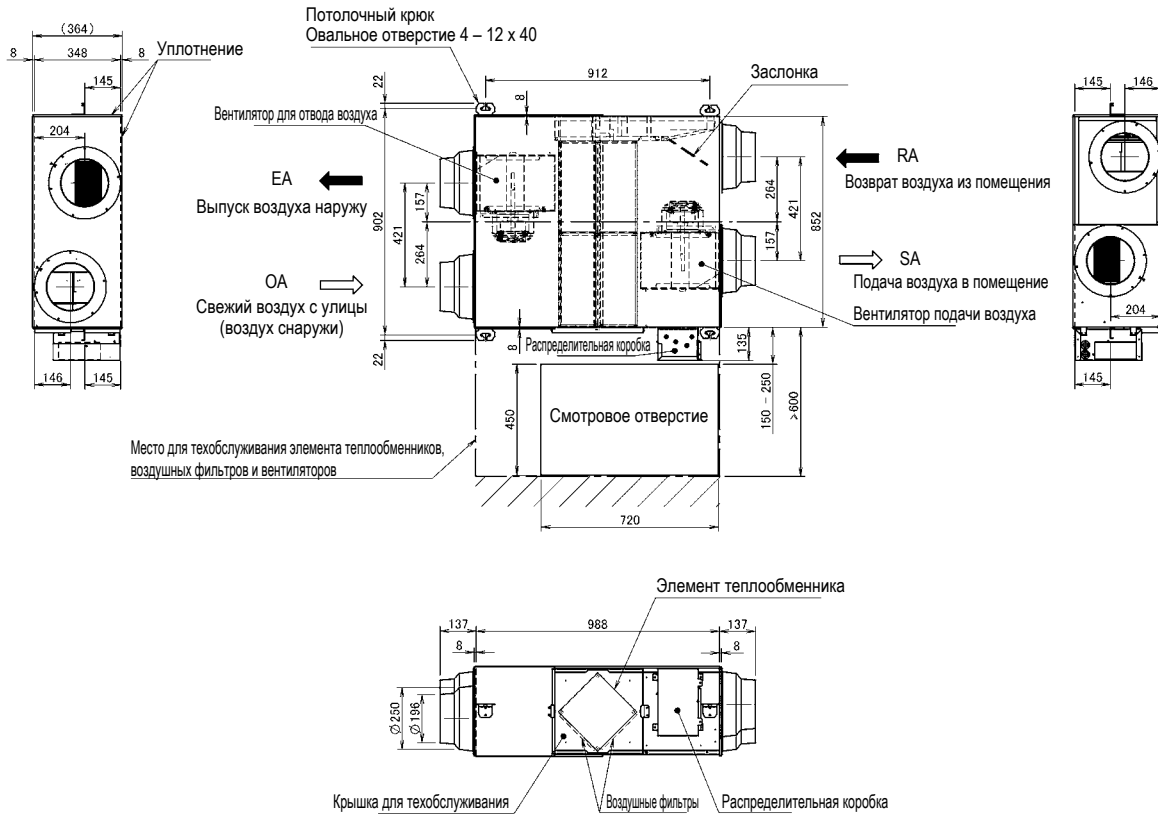 Потолочный крюк
Овальное отверстие 4 – 12 x 40
(364)
8
348
8
Уплотнение
145
204
146
145
912
Заслонка
22
8
Вентилятор для отвода воздуха
EA
Выпуск воздуха наружу
OA
Свежий воздух с улицы
(воздух снаружи)
902
421
157
264
22
8
RA
Возврат воздуха из помещения
264
421
157
852
SA
Подача воздуха в помещение
Вентилятор подачи воздуха
Распределительная коробка
135
150 – 250
>600
450
Смотровое отверстие
Место для техобслуживания элемента теплообменников,
воздушных фильтров и вентиляторов
720
145
146
204
145
Элемент теплообменника
137
988
137
8
8
Ø250
Ø196
Крышка для техобслуживания
Воздушные фильтры
Распределительная коробка